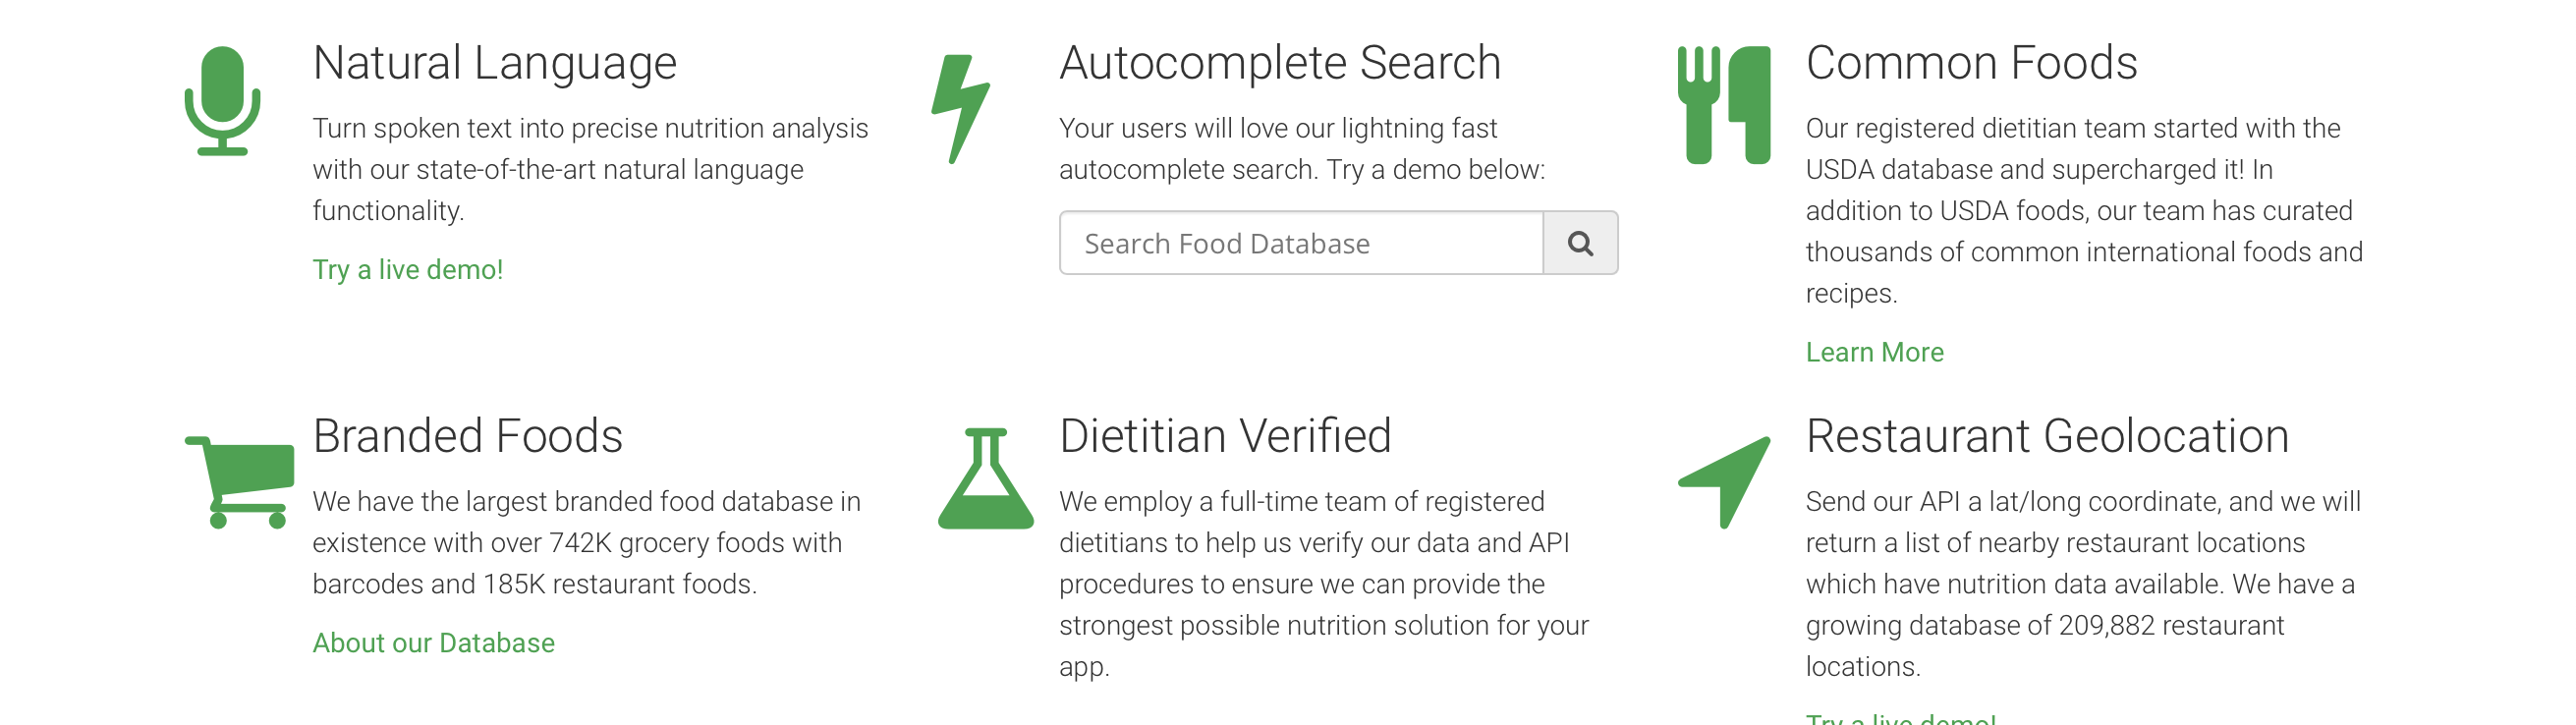 Natural Language
Turn spoken text into precise nutrition analysis
with our state-of-the-art natural language
functionality.
Try a live demo!
Autocomplete Search
Your users will love our lightning fast
autocomplete search. Try a demo below:
Search Food Database
Common Foods
Our registered dietitian team started with the
USDA database and supercharged it! In
addition to USDA foods, our team has curated
thousands of common international foods and
recipes.
Learn More
Branded Foods
We have the largest branded food database in
existence with over 742K grocery foods with
barcodes and 185K restaurant foods.
About our Database
Dietitian Verified
We employ a full-time team of registered
dietitians to help us verify our data and API
procedures to ensure we can provide the
strongest possible nutrition solution for your
app.
Restaurant Geolocation
Send our API a lat/long coordinate, and we will
return a list of nearby restaurant locations
which have nutrition data available. We have a
growing database of 209,882 restaurant
locations.
Try a live demo!